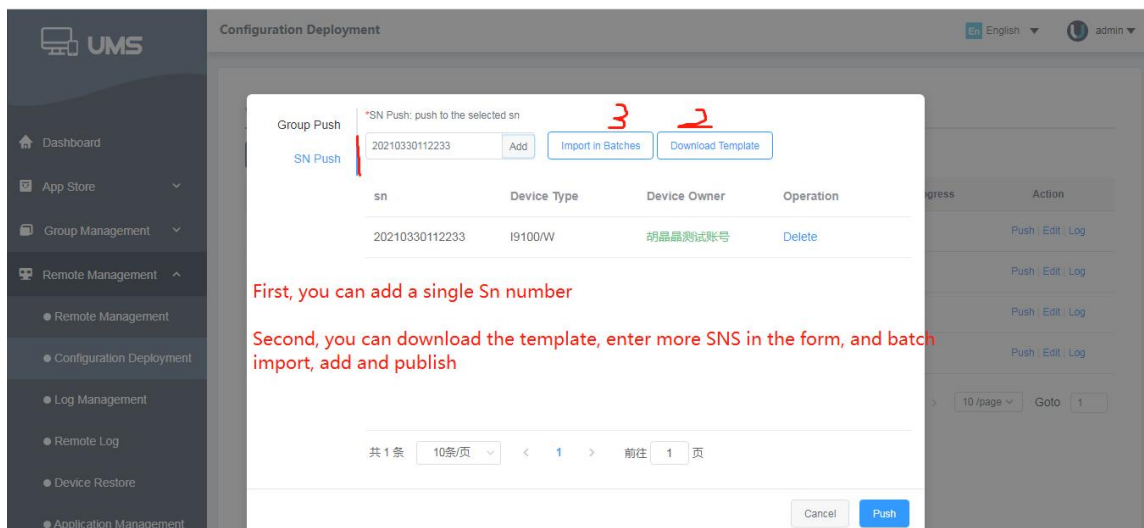 UMS
Configuration Deployment
En English
admin
Dashboard
App Store
Group Management
Remote Management
Remote Management
Configuration Deployment
Log Management
Remote Log
Device Restore
Application Management
Group Push
SN Push
*SN Push: push to the selected sn
3
2
1
20210330112233 Add Import in Batches Download Template
sn Device Type Device Owner Operation
20210330112233 I9100/W 胡晶晶测试账号 Delete
First, you can add a single Sn number
Second, you can download the template, enter more SNS in the form, and batch
import, add and publish
共 1 条 10条/页 < 1 > 前往 1 页
Cancel Push
Action
Push | Edit | Log
Push | Edit | Log
Push | Edit | Log
Push | Edit | Log
> 10 /page Goto 1